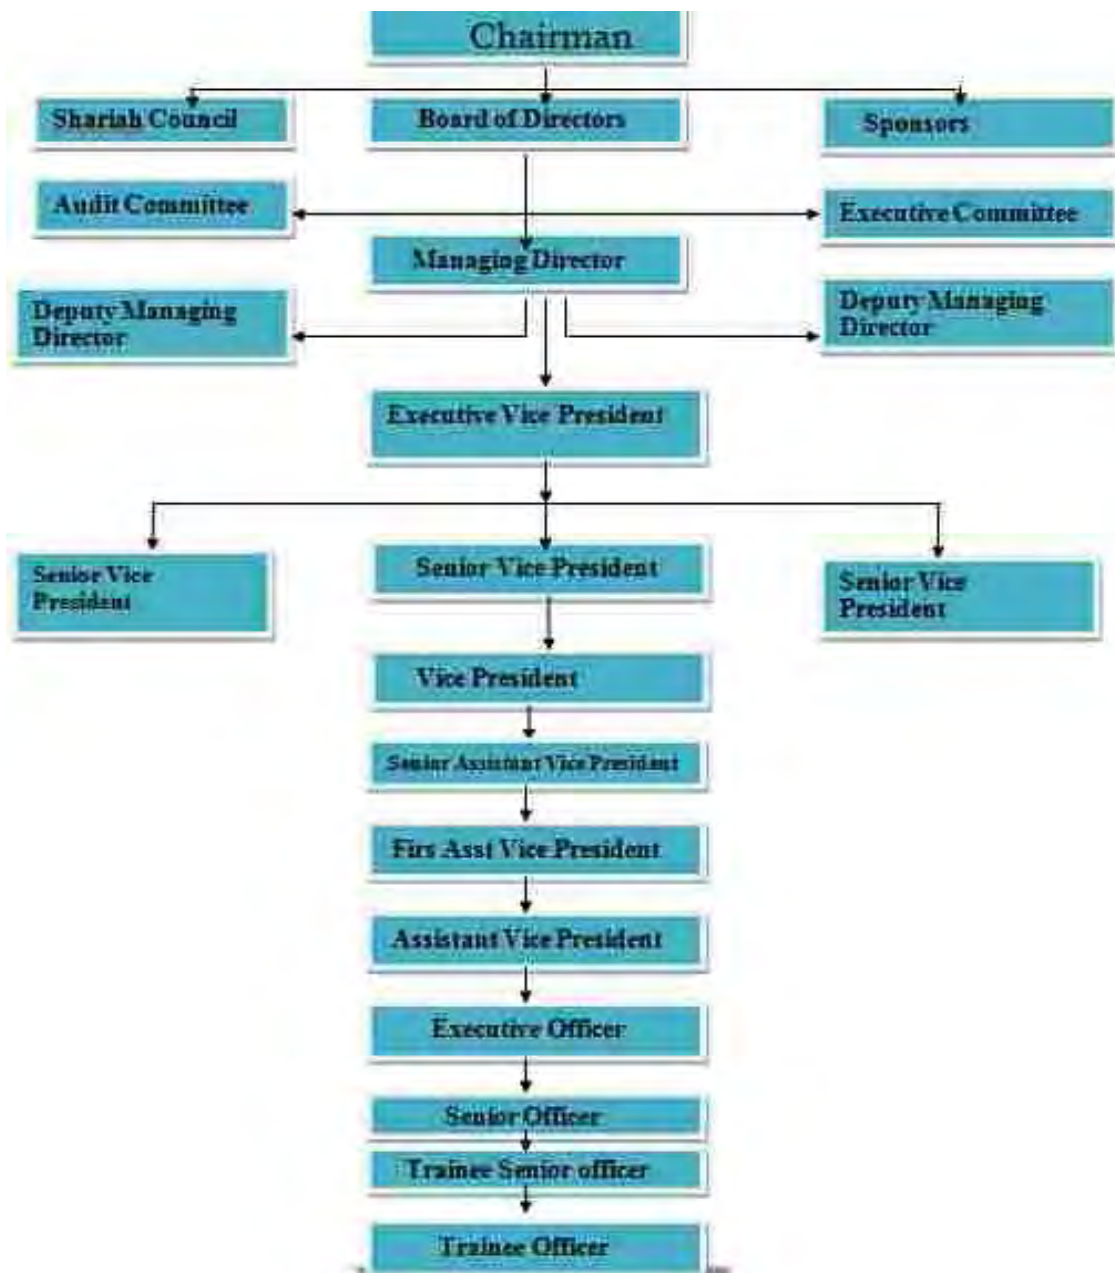 Chairman
Shariah Council
Board of Directors
Sponsors
Audit Committee
Executive Committee
Managing Director
Deputy Managing
Director
Deputy Managing
Director
Executive Vice President
Senior Vice
President
Senior Vice President
Senior Vice
President
Vice President
Senior Assistant Vice President
Firs Asst Vice President
Assistant Vice President
Executive Officer
Senior Officer
Trainee Senior officer
Trainee Officer